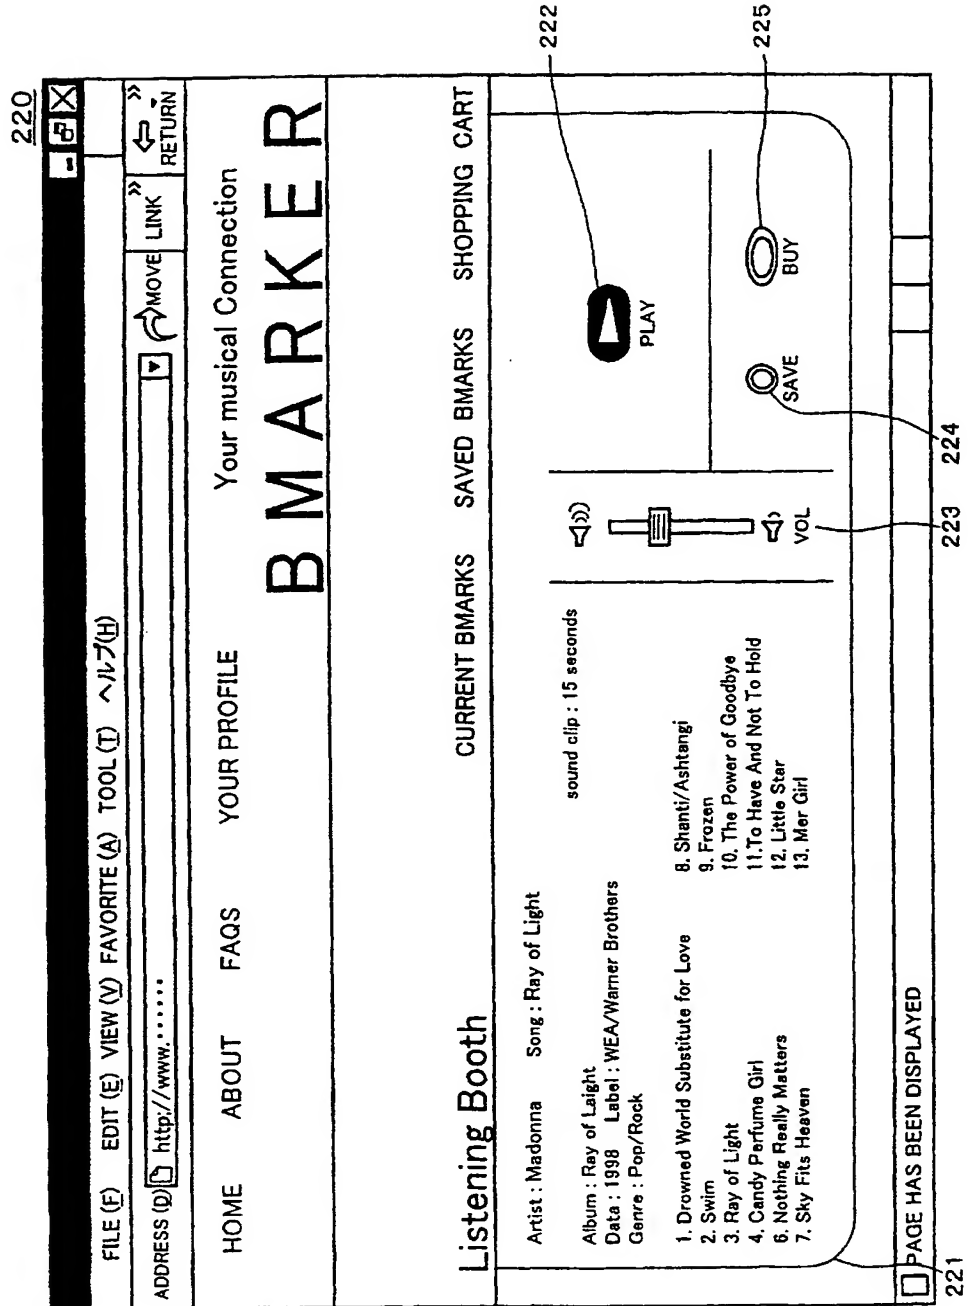 220
FILE (F) EDIT (E) VIEW (V) FAVORITE (A) TOOL (T) ヘルプ(H)
ADDRESS (D) http://www. ······ MOVE LINK » RETURN »
HOME ABOUT FAQS YOUR PROFILE Your musical Connection
BMARKER
CURRENT BMARKS SAVED BMARKS SHOPPING CART
Listening Booth
Artist : Madonna Song : Ray of Light sound clip : 15 seconds
Album : Ray of Laight
Data : 1998 Label : WEA/Warner Brothers
Genre : Pop/Rock
1. Drowned World Substitute for Love
2. Swim
3. Ray of Light
4. Candy Perfume Girl
6. Nothing Really Matters
7. Sky Fits Heaven
8. Shanti/Ashtangi
9. Frozen
10. The Power of Goodbye
11.To Have And Not To Hold
12. Little Star
13. Mer Girl
VOL
PLAY
SAVE
BUY
PAGE HAS BEEN DISPLAYED
221
223
224
222
225